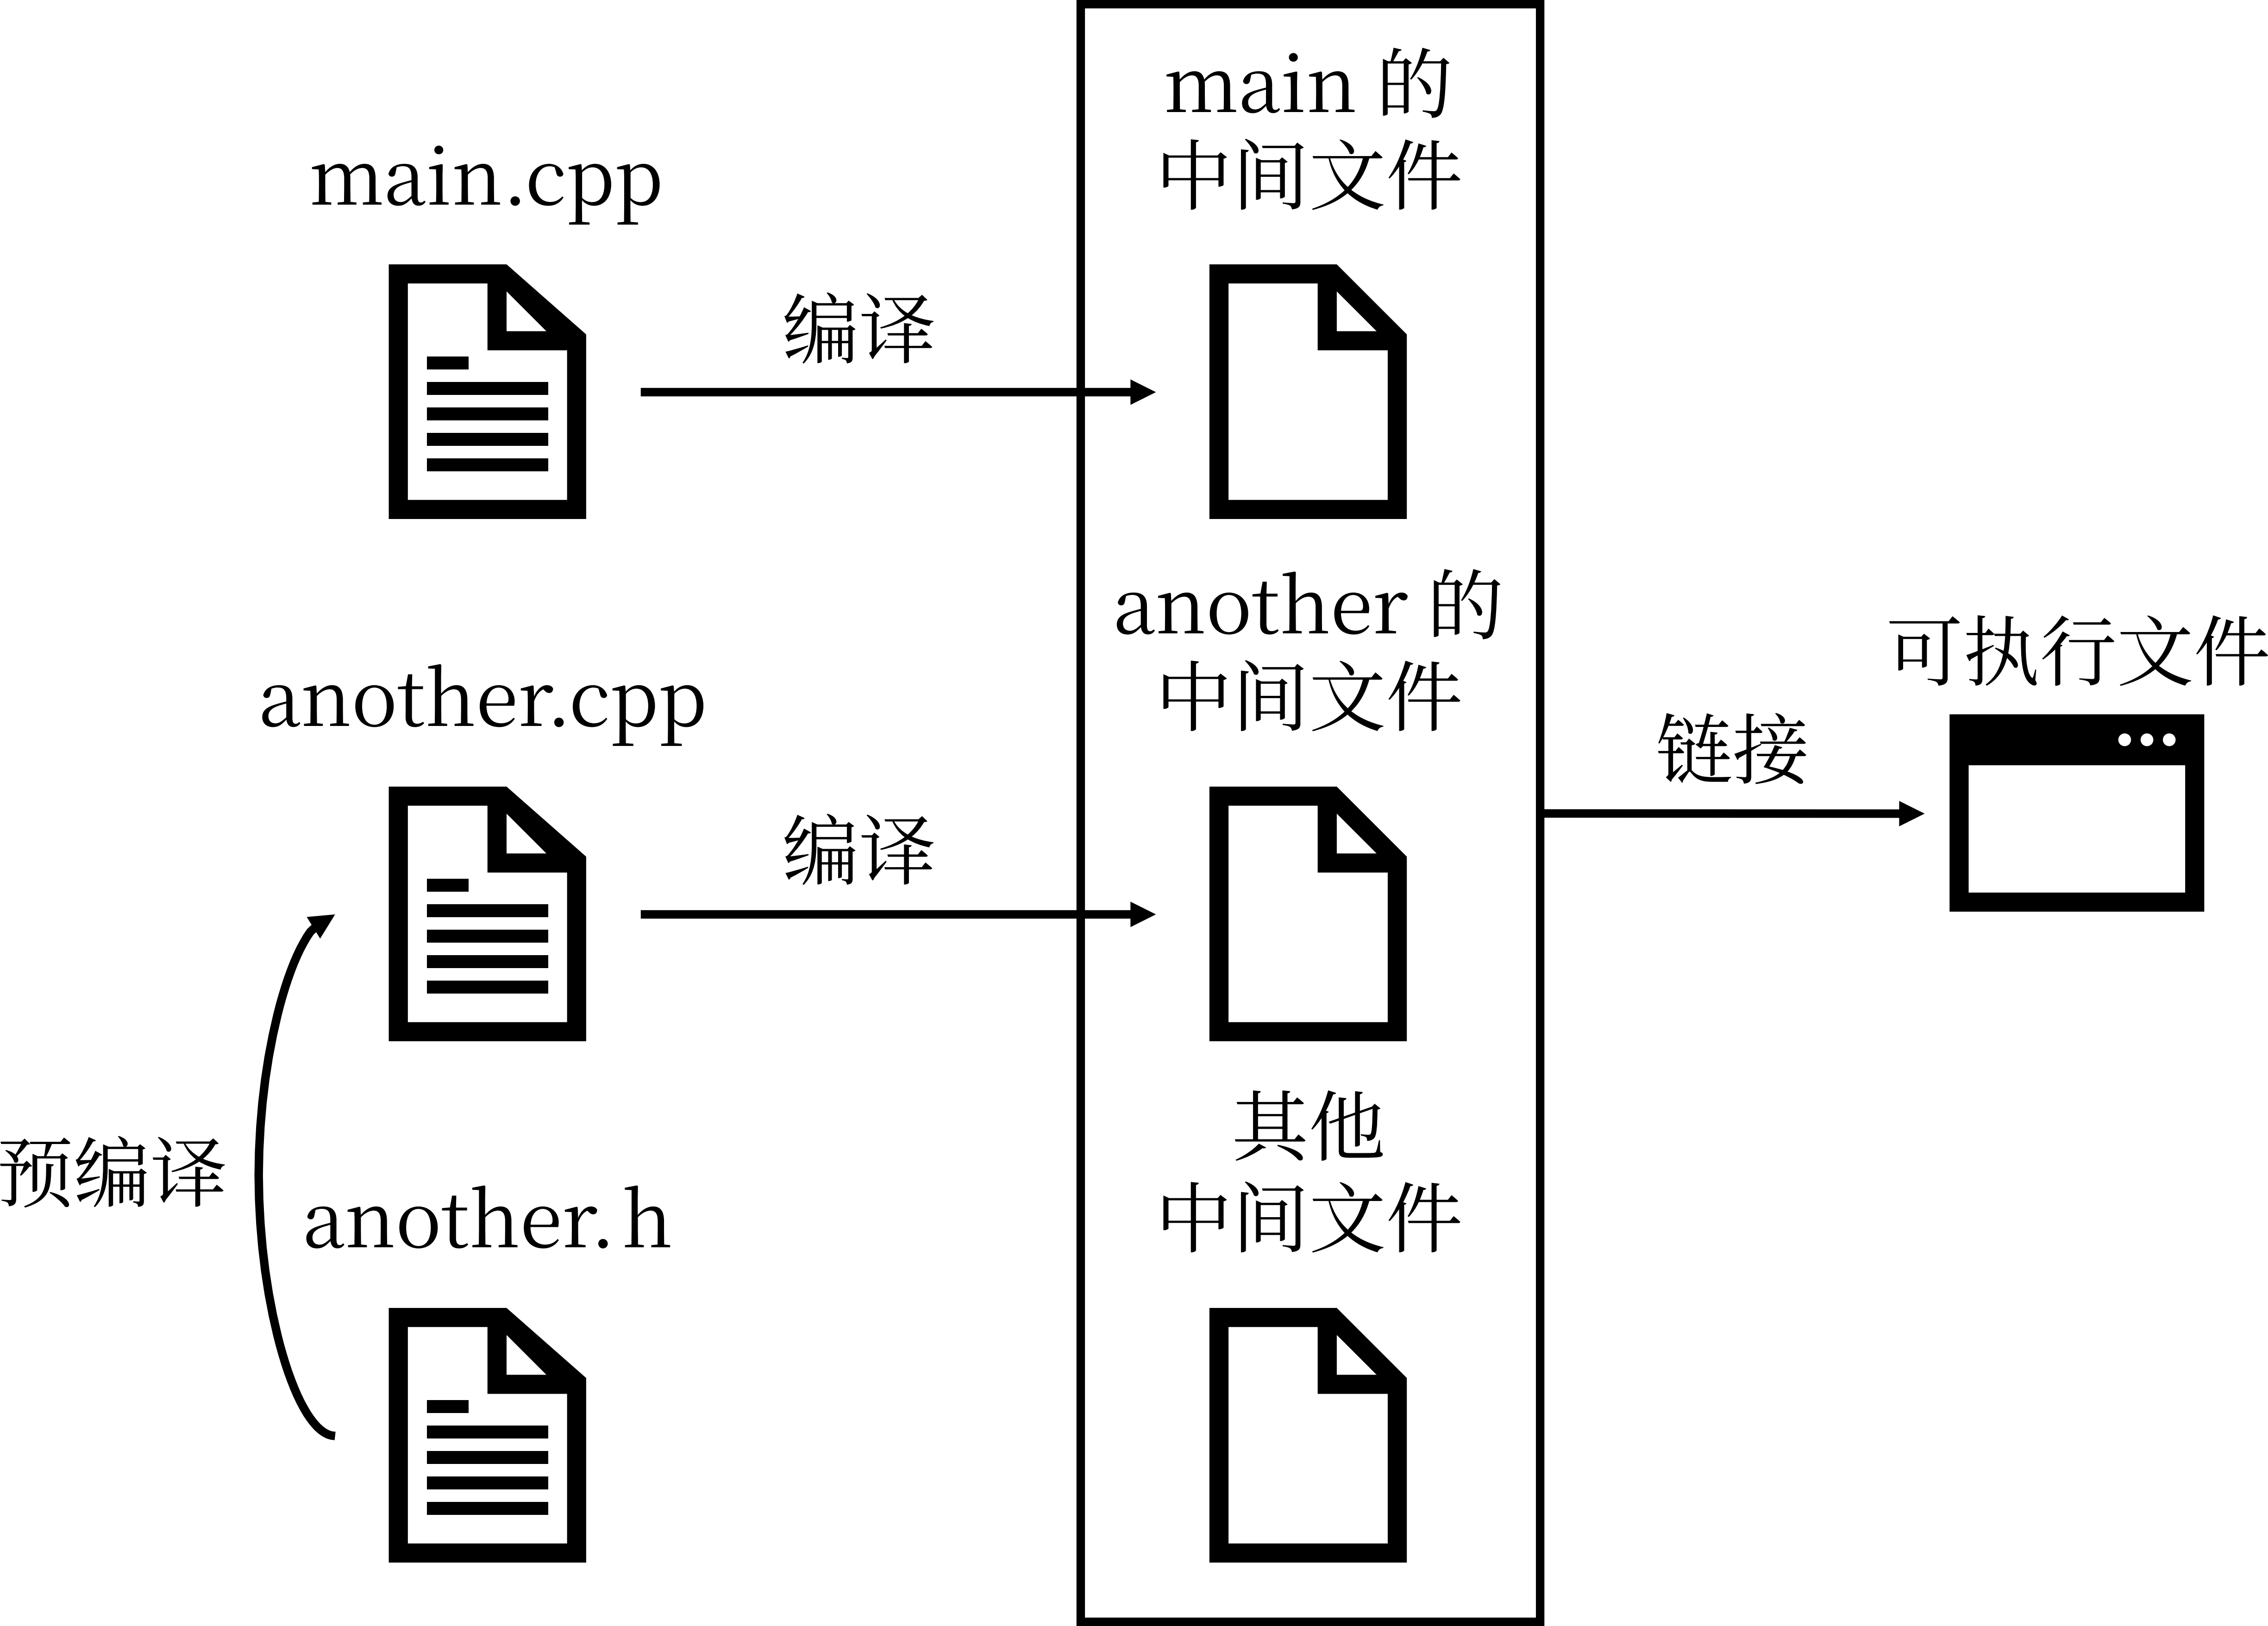 main.cpp
编译
main 的
中间文件
another.cpp
编译
another 的
中间文件
链接
可执行文件
预编译
another.h
其他
中间文件